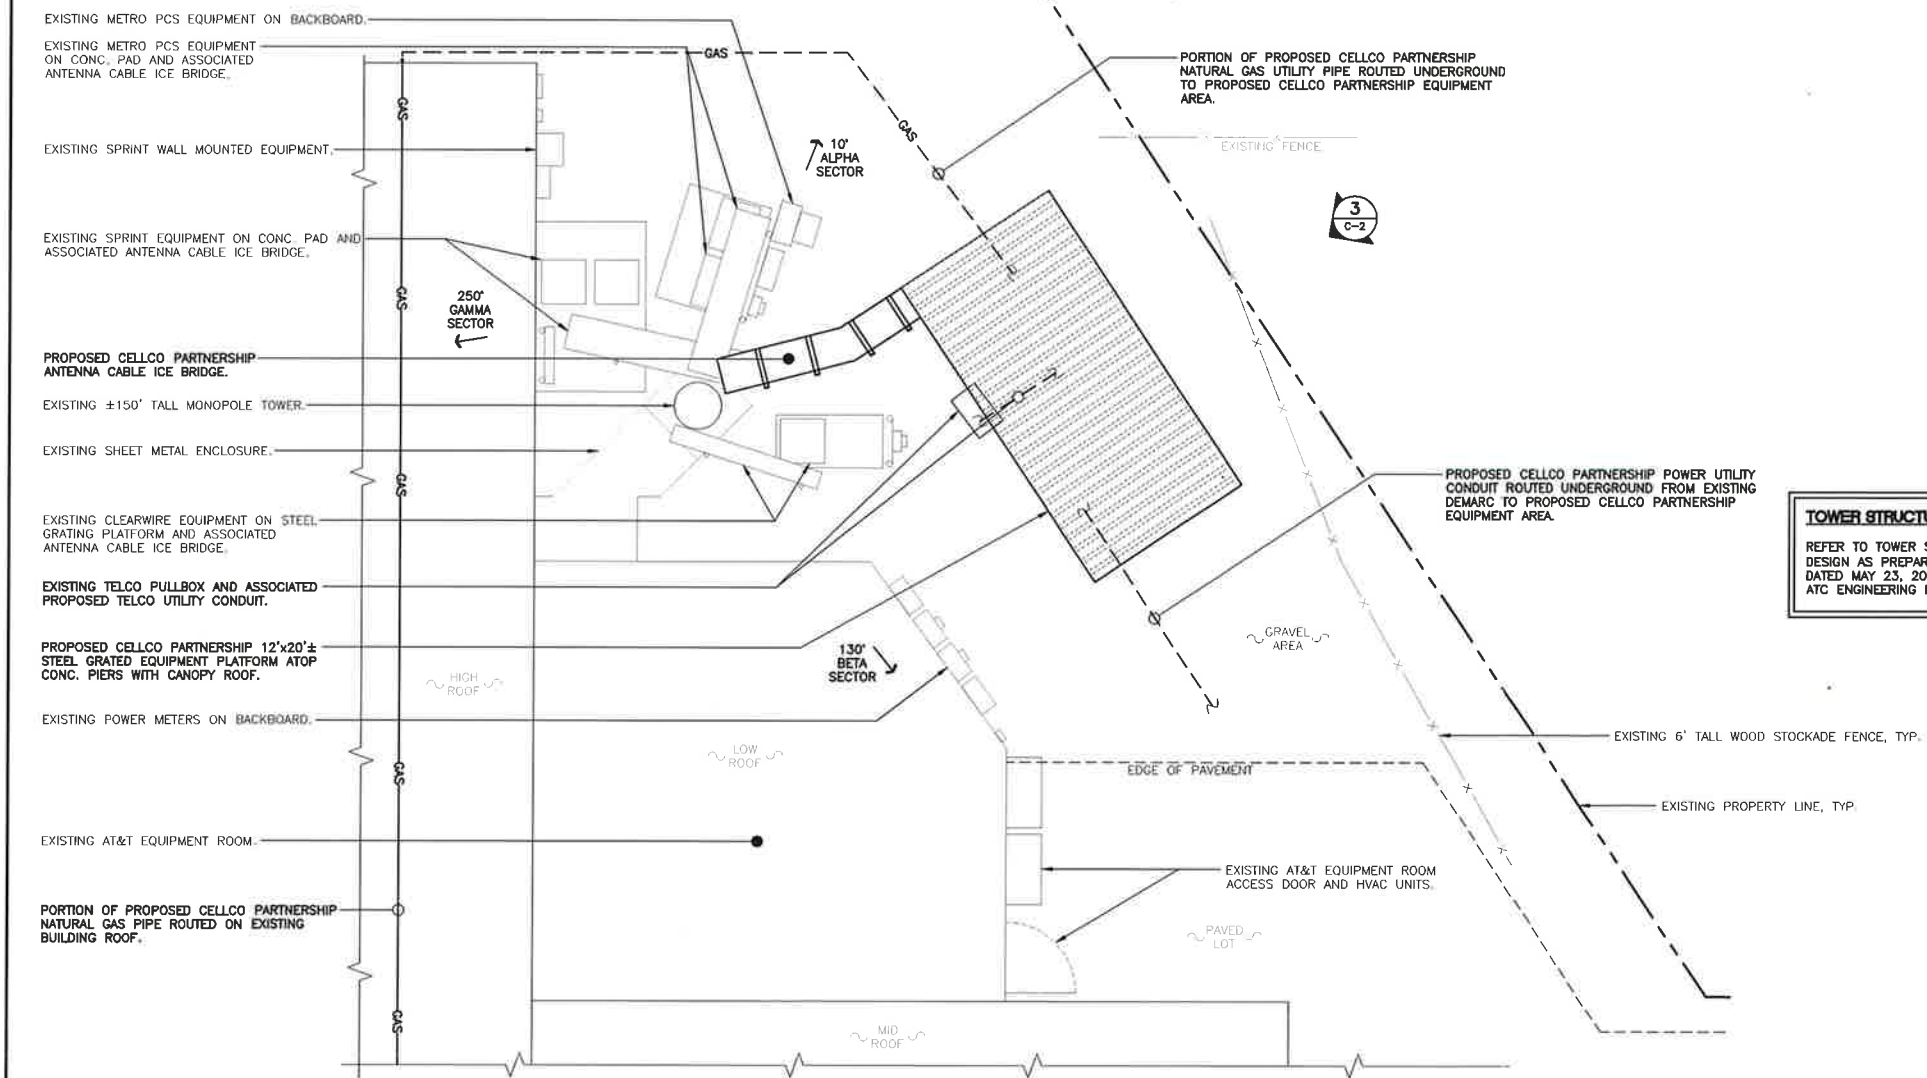 EXISTING METRO PCS EQUIPMENT ON BACKBOARD.
EXISTING METRO PCS EQUIPMENT
ON CONC. PAD AND ASSOCIATED
ANTENNA CABLE ICE BRIDGE.
EXISTING SPRINT WALL MOUNTED EQUIPMENT.
EXISTING SPRINT EQUIPMENT ON CONC. PAD AND
ASSOCIATED ANTENNA CABLE ICE BRIDGE.
PROPOSED CELLCO PARTNERSHIP
ANTENNA CABLE ICE BRIDGE.
EXISTING ±150' TALL MONOPOLE TOWER.
EXISTING SHEET METAL ENCLOSURE.
EXISTING CLEARWIRE EQUIPMENT ON STEEL
GRATING PLATFORM AND ASSOCIATED
ANTENNA CABLE ICE BRIDGE.
EXISTING TELCO PULLBOX AND ASSOCIATED
PROPOSED TELCO UTILITY CONDUIT.
PROPOSED CELLCO PARTNERSHIP 12'x20'±
STEEL GRATED EQUIPMENT PLATFORM ATOP
CONC. PIERS WITH CANOPY ROOF.
EXISTING POWER METERS ON BACKBOARD.
EXISTING AT&T EQUIPMENT ROOM.
PORTION OF PROPOSED CELLCO PARTNERSHIP
NATURAL GAS PIPE ROUTED ON EXISTING
BUILDING ROOF.
GAS
GAS
GAS
GAS
GAS
GAS
GAS
10°
ALPHA
SECTOR
250°
GAMMA
SECTOR
130°
BETA
SECTOR
HIGH
ROOF
LOW
ROOF
MID
ROOF
PORTION OF PROPOSED CELLCO PARTNERSHIP
NATURAL GAS UTILITY PIPE ROUTED UNDERGROUND
TO PROPOSED CELLCO PARTNERSHIP EQUIPMENT
AREA.
EXISTING FENCE
3
C-2
PROPOSED CELLCO PARTNERSHIP POWER UTILITY
CONDUIT ROUTED UNDERGROUND FROM EXISTING
DEMARC TO PROPOSED CELLCO PARTNERSHIP
EQUIPMENT AREA.
GRAVEL
AREA
EDGE OF PAVEMENT
EXISTING 6' TALL WOOD STOCKADE FENCE, TYP.
EXISTING PROPERTY LINE, TYP.
EXISTING AT&T EQUIPMENT ROOM
ACCESS DOOR AND HVAC UNITS.
PAVED
LOT
TOWER STRUCTU
REFER TO TOWER S
DESIGN AS PREPAR
DATED MAY 23, 20
ATC ENGINEERING